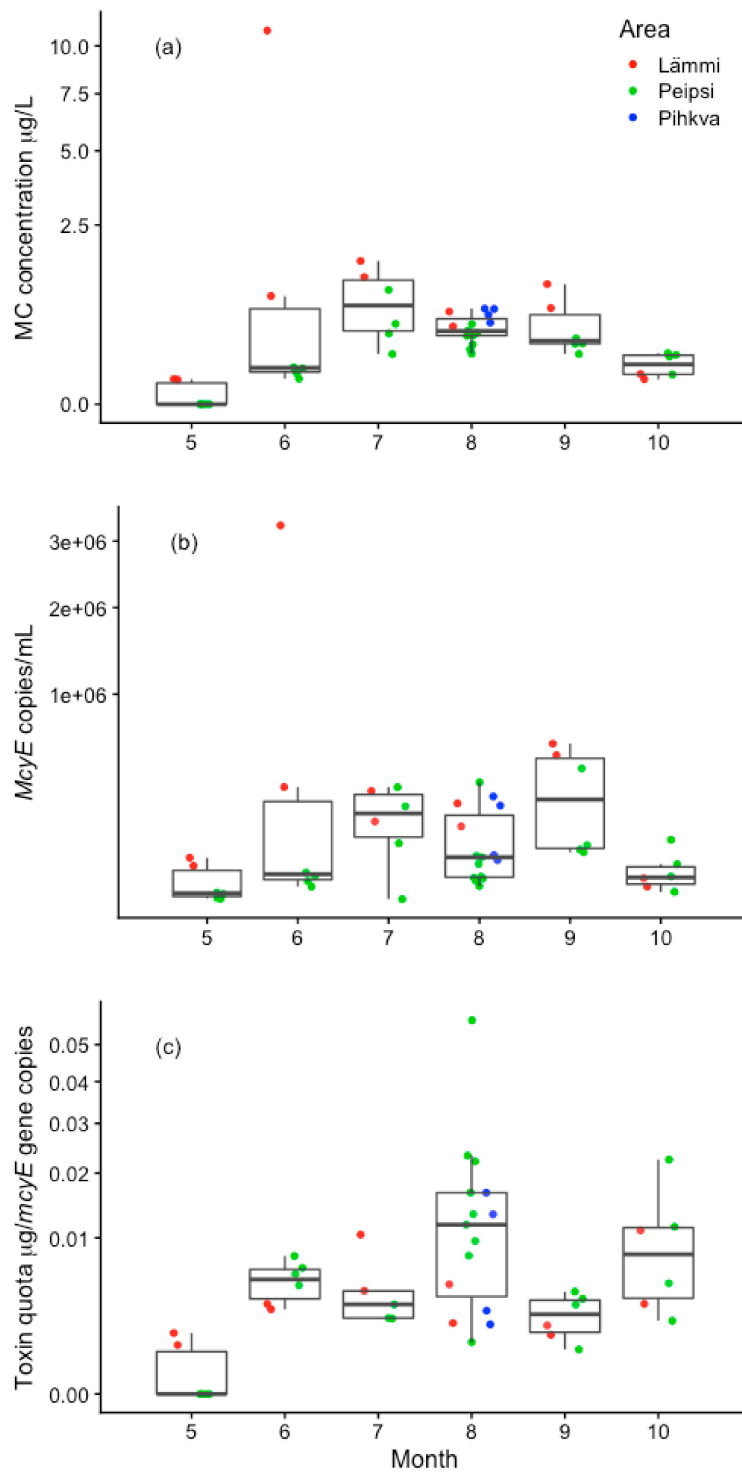 (a)
Area
Lämmi
Peipsi
Pihkva
MC concentration µg/L
10.0
7.5
5.0
2.5
0.0
5 6 7 8 9 10
(b)
McyE copies/mL
3e+06
2e+06
1e+06
5 6 7 8 9 10
(c)
Toxin quota µg/mcyE gene copies
0.05
0.04
0.03
0.02
0.01
0.00
5 6 7 8 9 10
Month